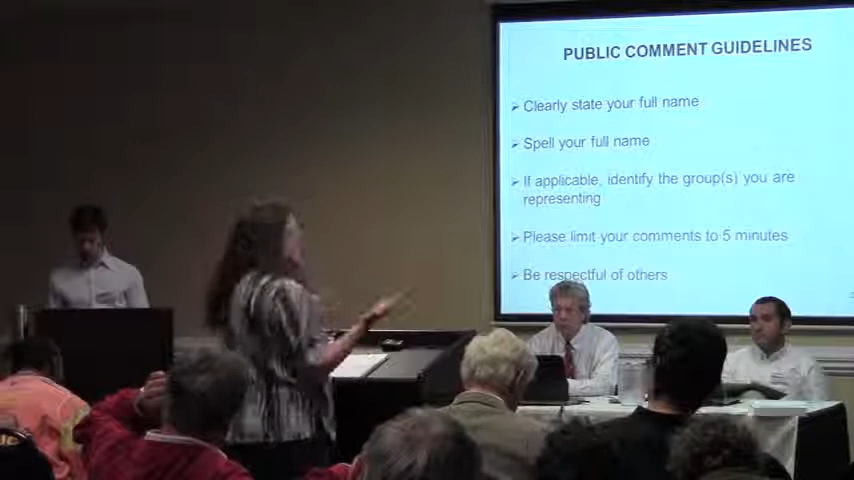 PUBLIC COMMENT GUIDELINES
➢ Clearly state your full name
➢ Spell your full name
➢ If applicable, identify the group(s) you are
representing
➢ Please limit your comments to 5 minutes
➢ Be respectful of others